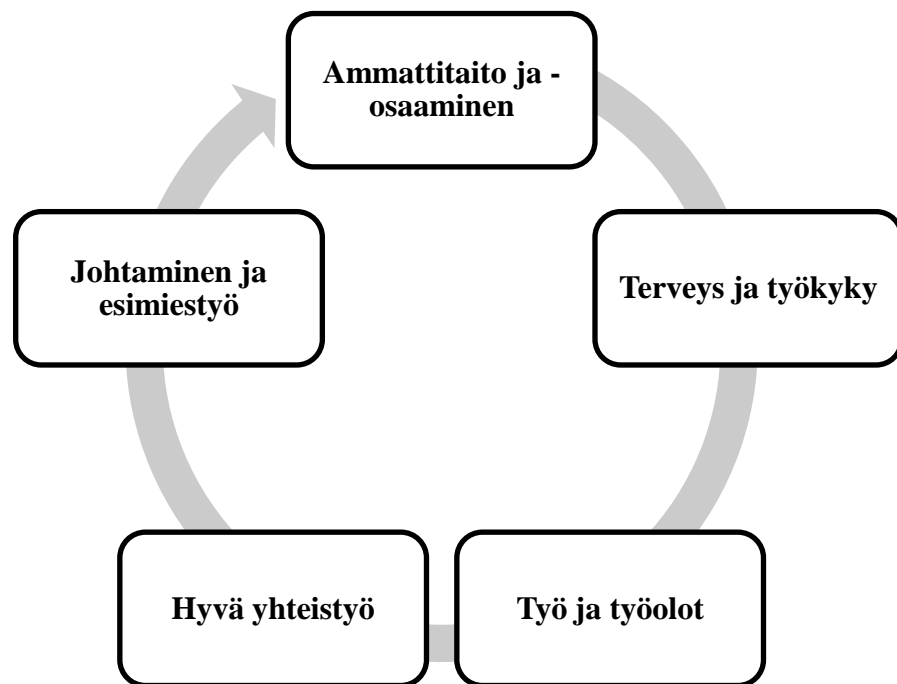 Ammattitaito ja -
osaaminen
Terveys ja työkyky
Työ ja työolot
Hyvä yhteistyö
Johtaminen ja
esimiestyö